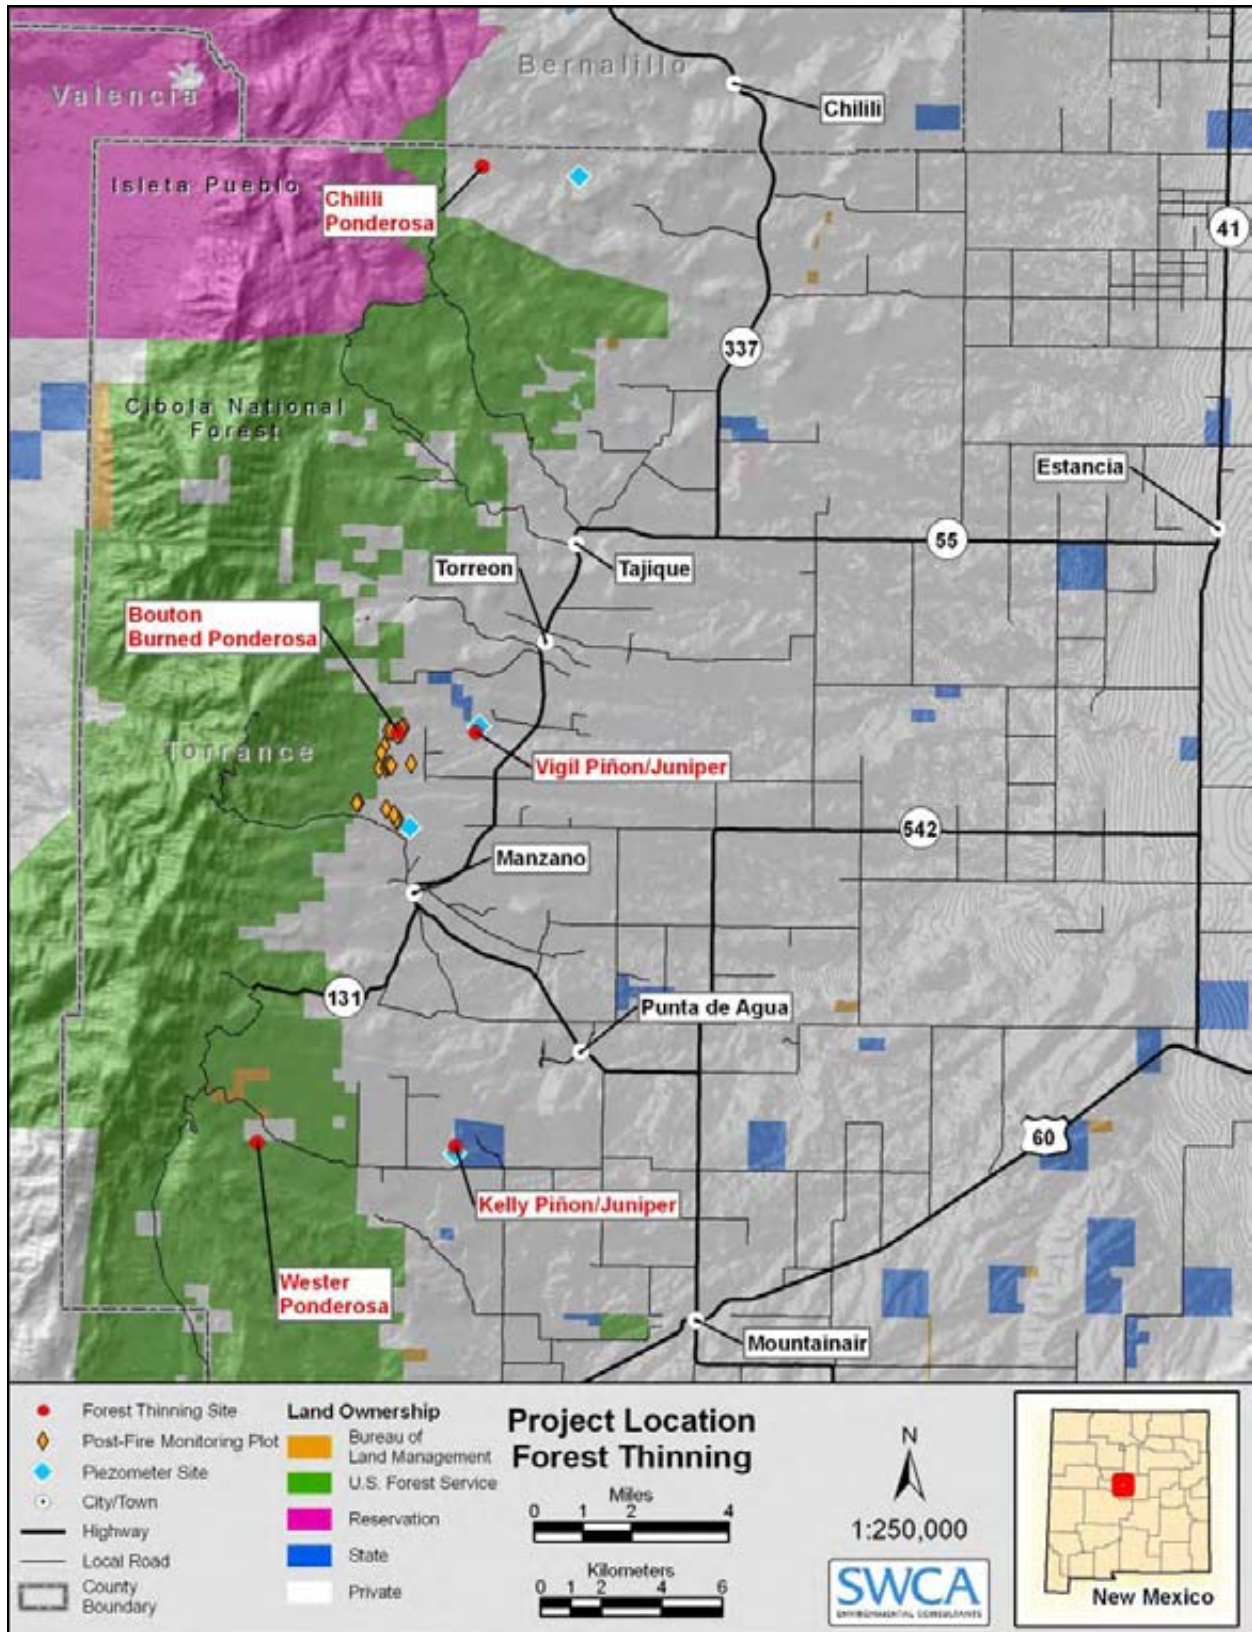 Bernalillo
Valencia
Chilili
Isleta Pueblo
Chilili
Ponderosa
41
337
Cibola National
Forest
Estancia
55
Torreon
Tajique
Bouton
Burned Ponderosa
Torrance
Vigil Piñon/Juniper
542
Manzano
131
Punta de Agua
60
Kelly Piñon/Juniper
Wester
Ponderosa
Mountainair
Forest Thinning Site
Post-Fire Monitoring Plot
Piezometer Site
City/Town
Highway
Local Road
County
Boundary
Land Ownership
Bureau of
Land Management
U.S. Forest Service
Reservation
State
Private
Project Location
Forest Thinning
Miles
0 1 2 4
Kilometers
0 1 2 4 6
N
1:250,000
SWCA
ENVIRONMENTAL CONSULTANTS
New Mexico